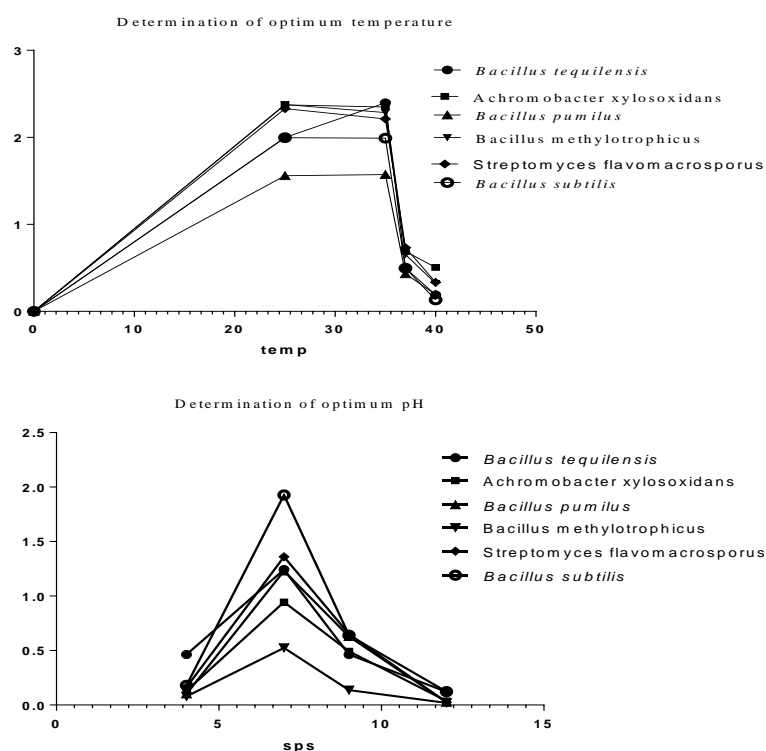 Determination of optimum temperature
3
2
1
0
0 10 20 30 40 50
temp
Bacillus tequilensis
Achromobacter xylosoxidans
Bacillus pumilus
Bacillus methylotrophicus
Streptomyces flavomacrosporus
Bacillus subtilis
Determination of optimum pH
2.5
2.0
1.5
1.0
0.5
0.0
0 5 10 15
sps
Bacillus tequilensis
Achromobacter xylosoxidans
Bacillus pumilus
Bacillus methylotrophicus
Streptomyces flavomacrosporus
Bacillus subtilis